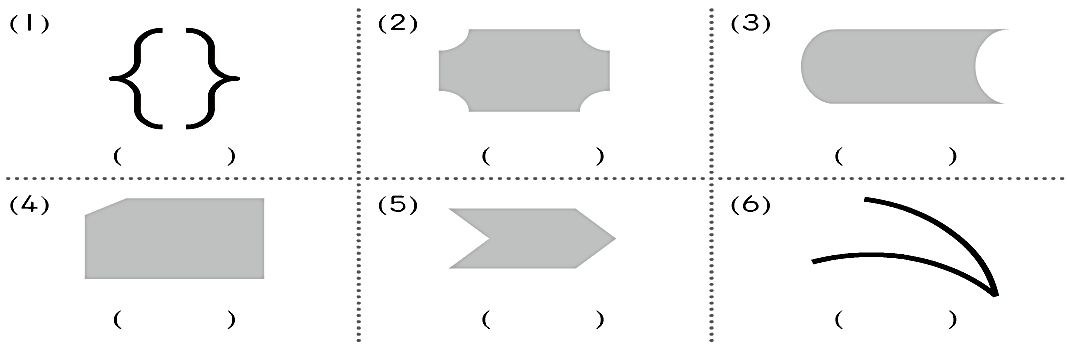 (1) (2) (3)
( ) ( ) ( )
(4) (5) (6)
( ) ( ) ( )